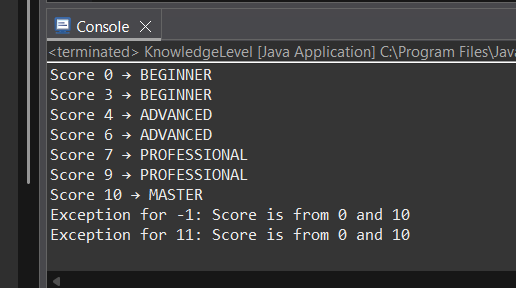 Console
<terminated> KnowledgeLevel [Java Application] C:\Program Files\Java
Score 0 → BEGINNER
Score 3 → BEGINNER
Score 4 → ADVANCED
Score 6 → ADVANCED
Score 7 → PROFESSIONAL
Score 9 → PROFESSIONAL
Score 10 → MASTER
Exception for -1: Score is from 0 and 10
Exception for 11: Score is from 0 and 10